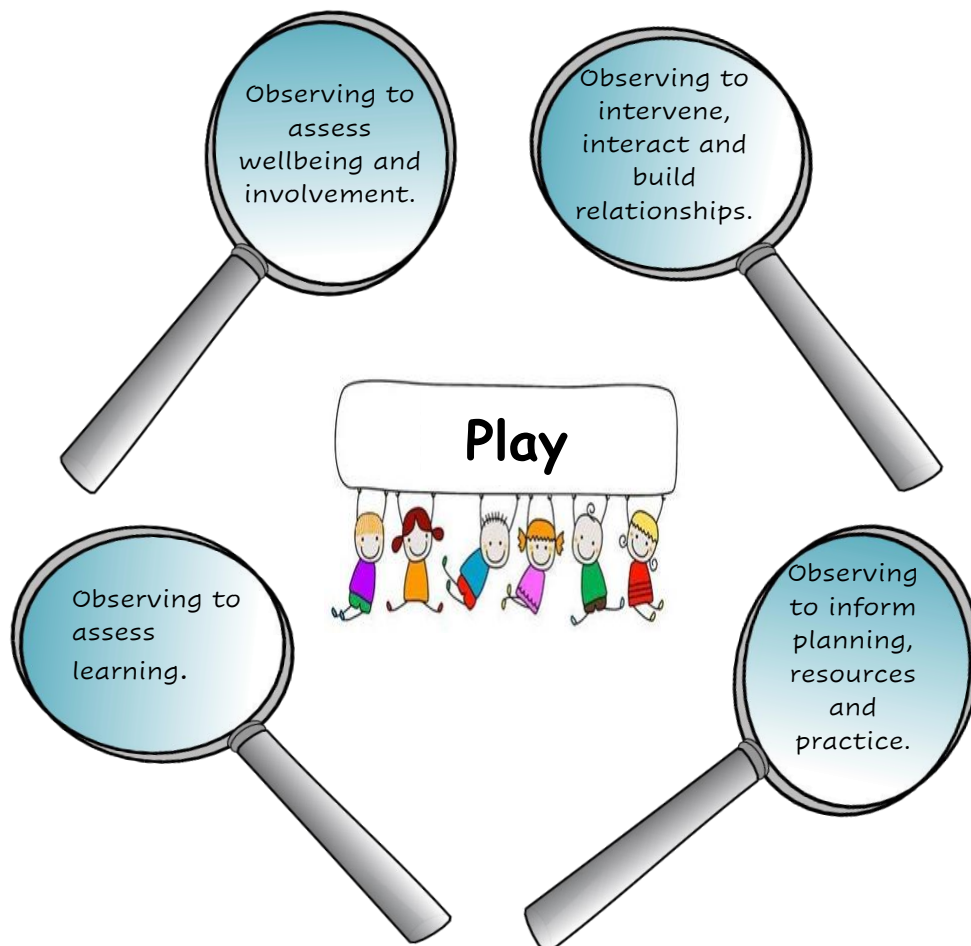 Observing to
assess
wellbeing and
involvement.
Observing to
intervene,
interact and
build
relationships.
Play
Observing to
assess
learning.
Observing
to inform
planning,
resources
and
practice.